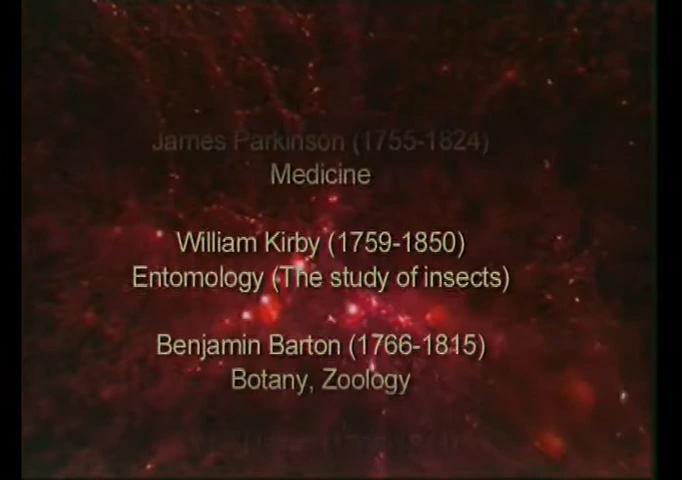 James Parkinson (1755-1824)
Medicine
William Kirby (1759-1850)
Entomology (The study of insects)
Benjamin Barton (1766-1815)
Botany, Zoology